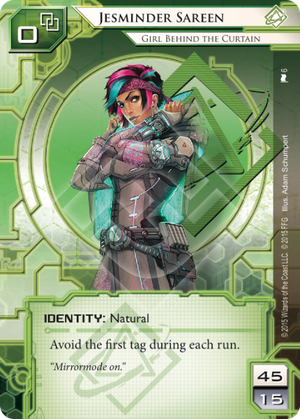 Jesminder Sareen
Girl Behind the Curtain
0
6
Illus. Adam Schumpert
© 2015 Wizards of the Coast LLC. © 2015 FFG
IDENTITY: Natural
Avoid the first tag during each run.
"Mirrormode on."
45
15